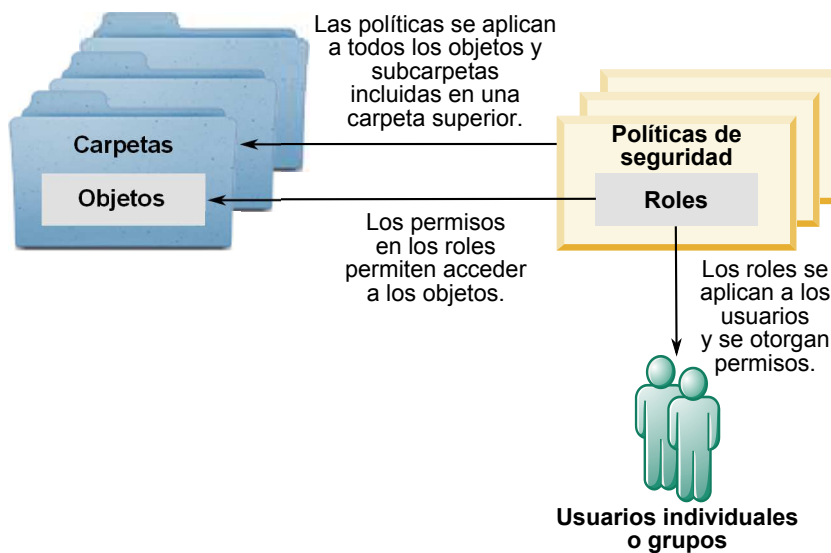 Las políticas se aplican
a todos los objetos y
subcarpetas
incluidas en una
carpeta superior.
Carpetas
Objetos
Políticas de
seguridad
Roles
Los permisos
en los roles
permiten acceder
a los objetos.
Los roles se
aplican a los
usuarios
y se otorgan
permisos.
Usuarios individuales
o grupos